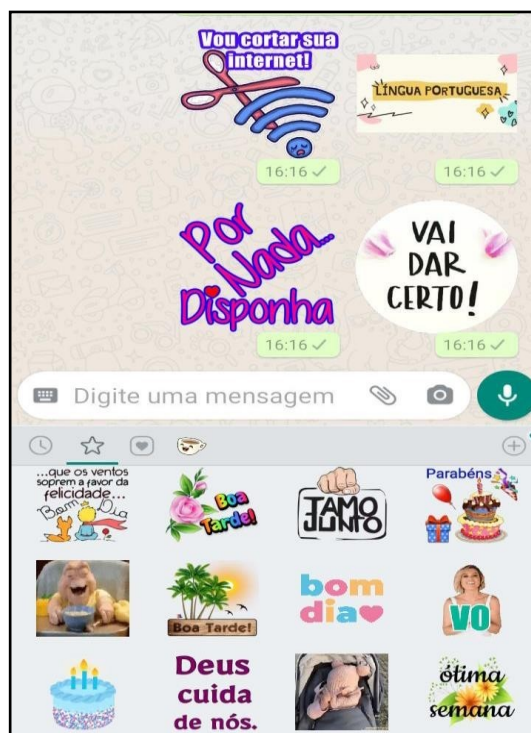 Vou cortar sua
internet!
LÍNGUA PORTUGUESA
16:16
16:16
Por
Nada...
Disponha
VAI
DAR
CERTO!
16:16
16:16
Digite uma mensagem
...que os ventos
soprem a favor da
felicidade...
Bom Dia
Boa
Tarde!
TAMO
JUNTO
Parabéns
Boa Tarde!
bom
dia
VO
Deus
cuida
de nós.
ótima
semana